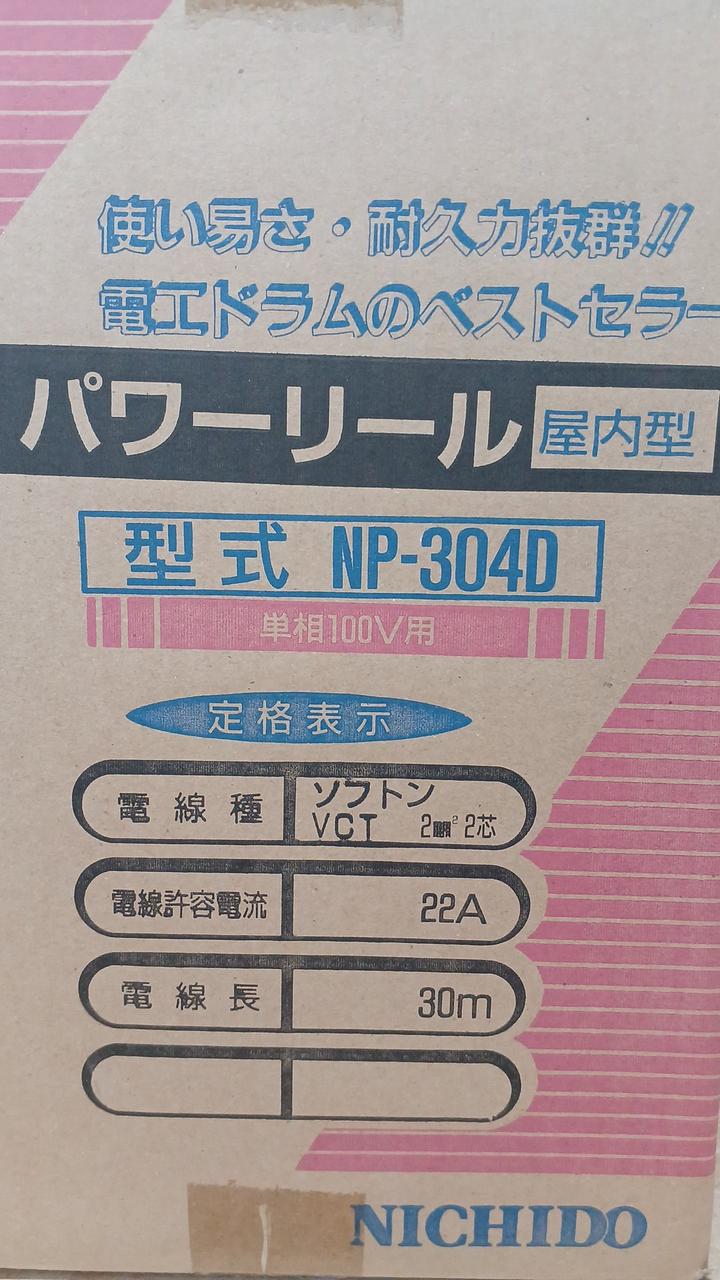 使い易さ・耐久力抜群!!
電工ドラムのベストセラー
パワーリール 屋内型
型式 NP-304D
単相100V用
定格表示
電線種 ソフトン
VCT 2㎜² 2芯
電線許容電流 22A
電線長 30m
NICHIDO